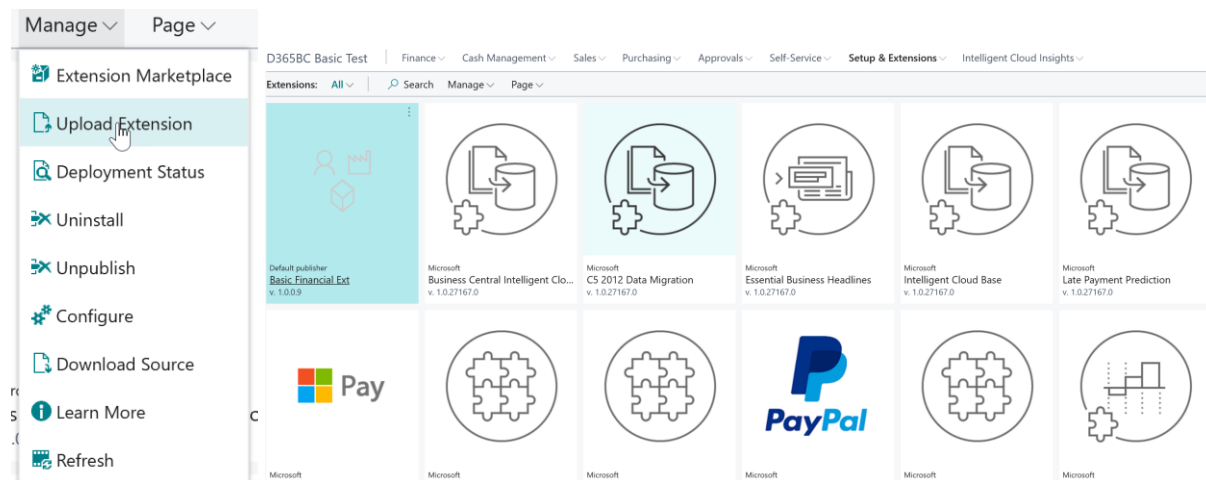 Manage Page
Extension Marketplace
Upload Extension
Deployment Status
Uninstall
Unpublish
Configure
Download Source
Learn More
Refresh
D365BC Basic Test Finance Cash Management Sales Purchasing Approvals Self-Service Setup & Extensions Intelligent Cloud Insights
Extensions: All Search Manage Page
Default publisher
Basic Financial Ext
v. 1.0.0.9
Microsoft
Business Central Intelligent Clo...
v. 1.0.27167.0
Microsoft
C5 2012 Data Migration
v. 1.0.27167.0
Microsoft
Essential Business Headlines
v. 1.0.27167.0
Microsoft
Intelligent Cloud Base
v. 1.0.27167.0
Microsoft
Late Payment Prediction
v. 1.0.27167.0
Pay
Microsoft
Microsoft
Microsoft
PayPal
Microsoft
Microsoft
Microsoft